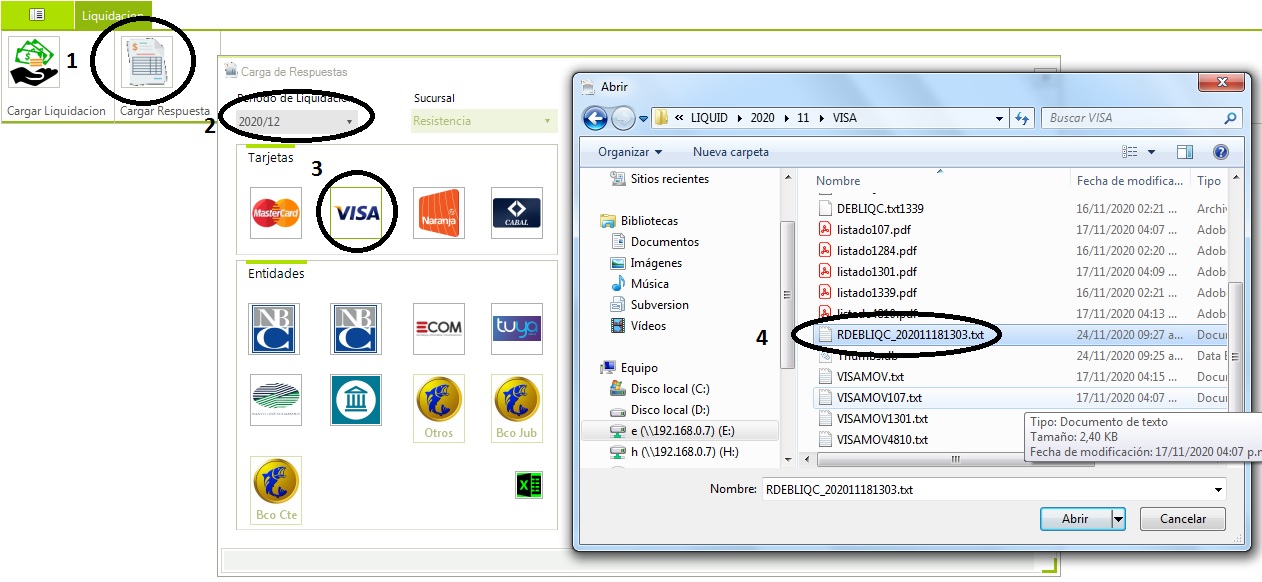 Liquidacion
1
Cargar Liquidacion
Cargar Respuesta
Carga de Respuestas
Periodo de Liquidación
Sucursal
2
2020/12
Resistencia
Tarjetas
3
MasterCard
VISA
Naranja
CABAL
Entidades
NBC
NBC
ECOM
tuya
Otros
Bco Jub
Bco Cte
Abrir
« LIQUID 2020 11 VISA
Buscar VISA
Organizar
Nueva carpeta
Sitios recientes
Bibliotecas
Documentos
Imágenes
Música
Subversion
Vídeos
Equipo
Disco local (C:)
Disco local (D:)
e (\\192.168.0.7) (E:)
h (\\192.168.0.7) (H:)
Nombre Fecha de modifica... Tipo
DEBLIQC.txt1339 16/11/2020 02:21 ... Archiv
listado107.pdf 17/11/2020 04:07 ... Adob
listado1284.pdf 16/11/2020 02:20 ... Adob
listado1301.pdf 17/11/2020 04:09 ... Adob
listado1339.pdf 16/11/2020 02:21 ... Adob
listado4810.pdf 17/11/2020 04:13 ... Adob
4
RDEBLIQC_202011181303.txt 24/11/2020 09:27 a... Docu
Thumbs.db 24/11/2020 09:25 a... Data E
VISAMOV.txt 17/11/2020 04:15 ... Docu
VISAMOV107.txt 17/11/2020 04:07 ... Docu
VISAMOV1301.txt
VISAMOV4810.txt
Tipo: Documento de texto
Tamaño: 2,40 KB
Fecha de modificación: 17/11/2020 04:07 p.m
Nombre: RDEBLIQC_202011181303.txt
Abrir
Cancelar